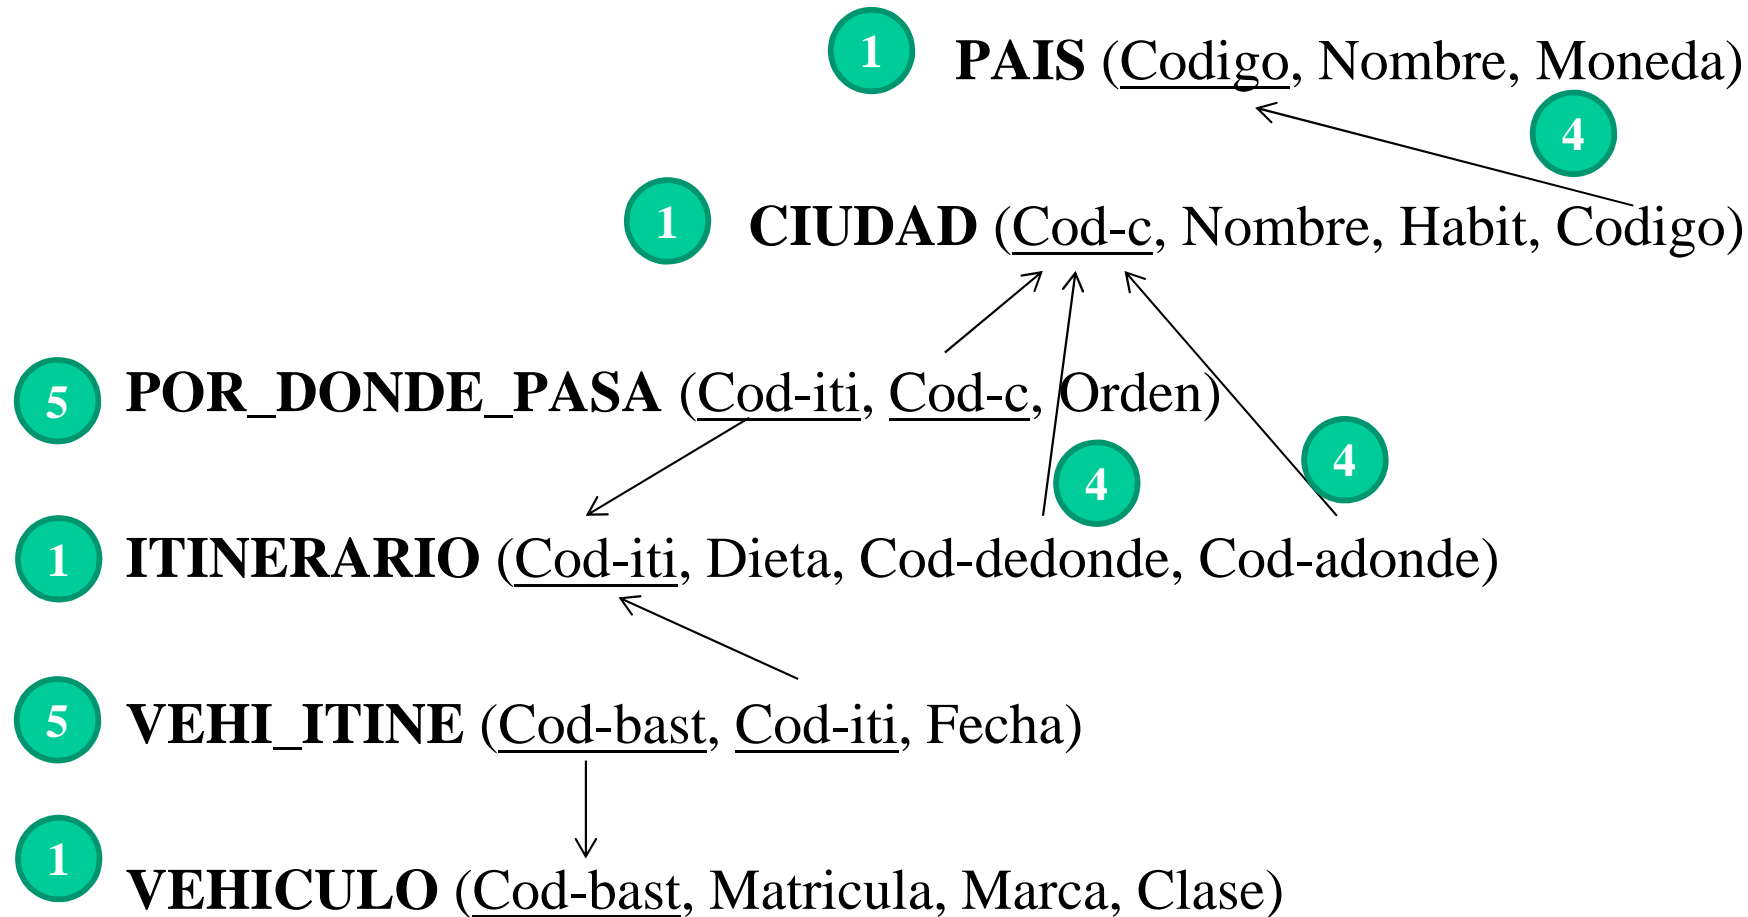 1 PAIS (Codigo, Nombre, Moneda)
4
1 CIUDAD (Cod-c, Nombre, Habit, Codigo)
5 POR_DONDE_PASA (Cod-iti, Cod-c, Orden)
4 4
1 ITINERARIO (Cod-iti, Dieta, Cod-dedonde, Cod-adonde)
5 VEHI_ITINE (Cod-bast, Cod-iti, Fecha)
1 VEHICULO (Cod-bast, Matricula, Marca, Clase)